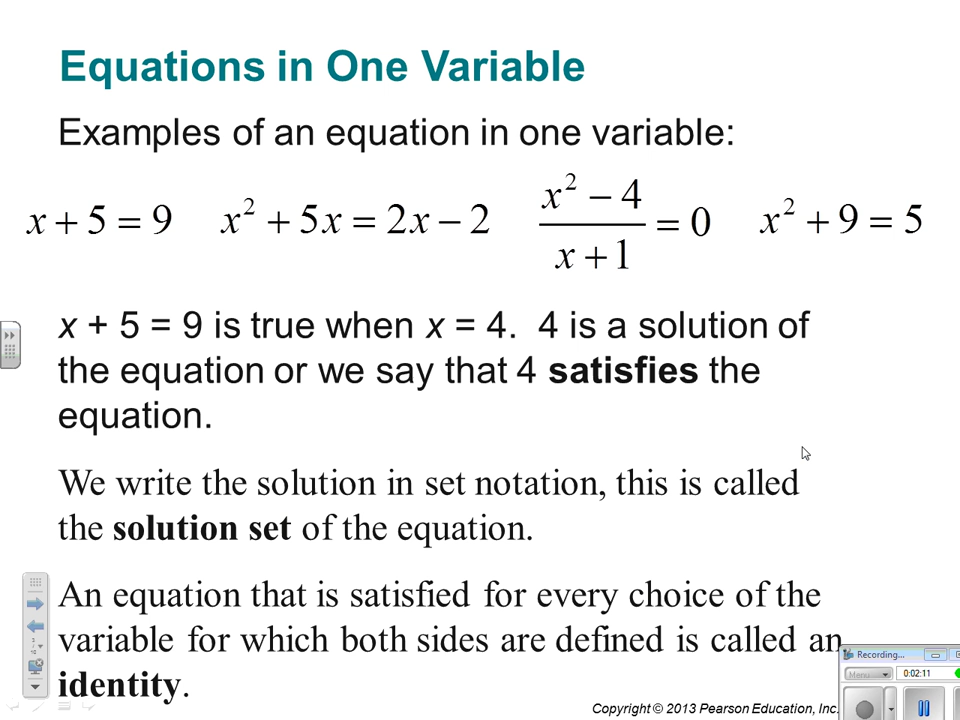 Equations in One Variable
Examples of an equation in one variable:
x + 5 = 9 x² + 5x = 2x − 2 (x² − 4)/(x + 1) = 0 x² + 9 = 5
x + 5 = 9 is true when x = 4. 4 is a solution of
the equation or we say that 4 satisfies the
equation.
We write the solution in set notation, this is called
the solution set of the equation.
An equation that is satisfied for every choice of the
variable for which both sides are defined is called an
identity.
Recording...
Menu
0:02:11
Copyright © 2013 Pearson Education, Inc.